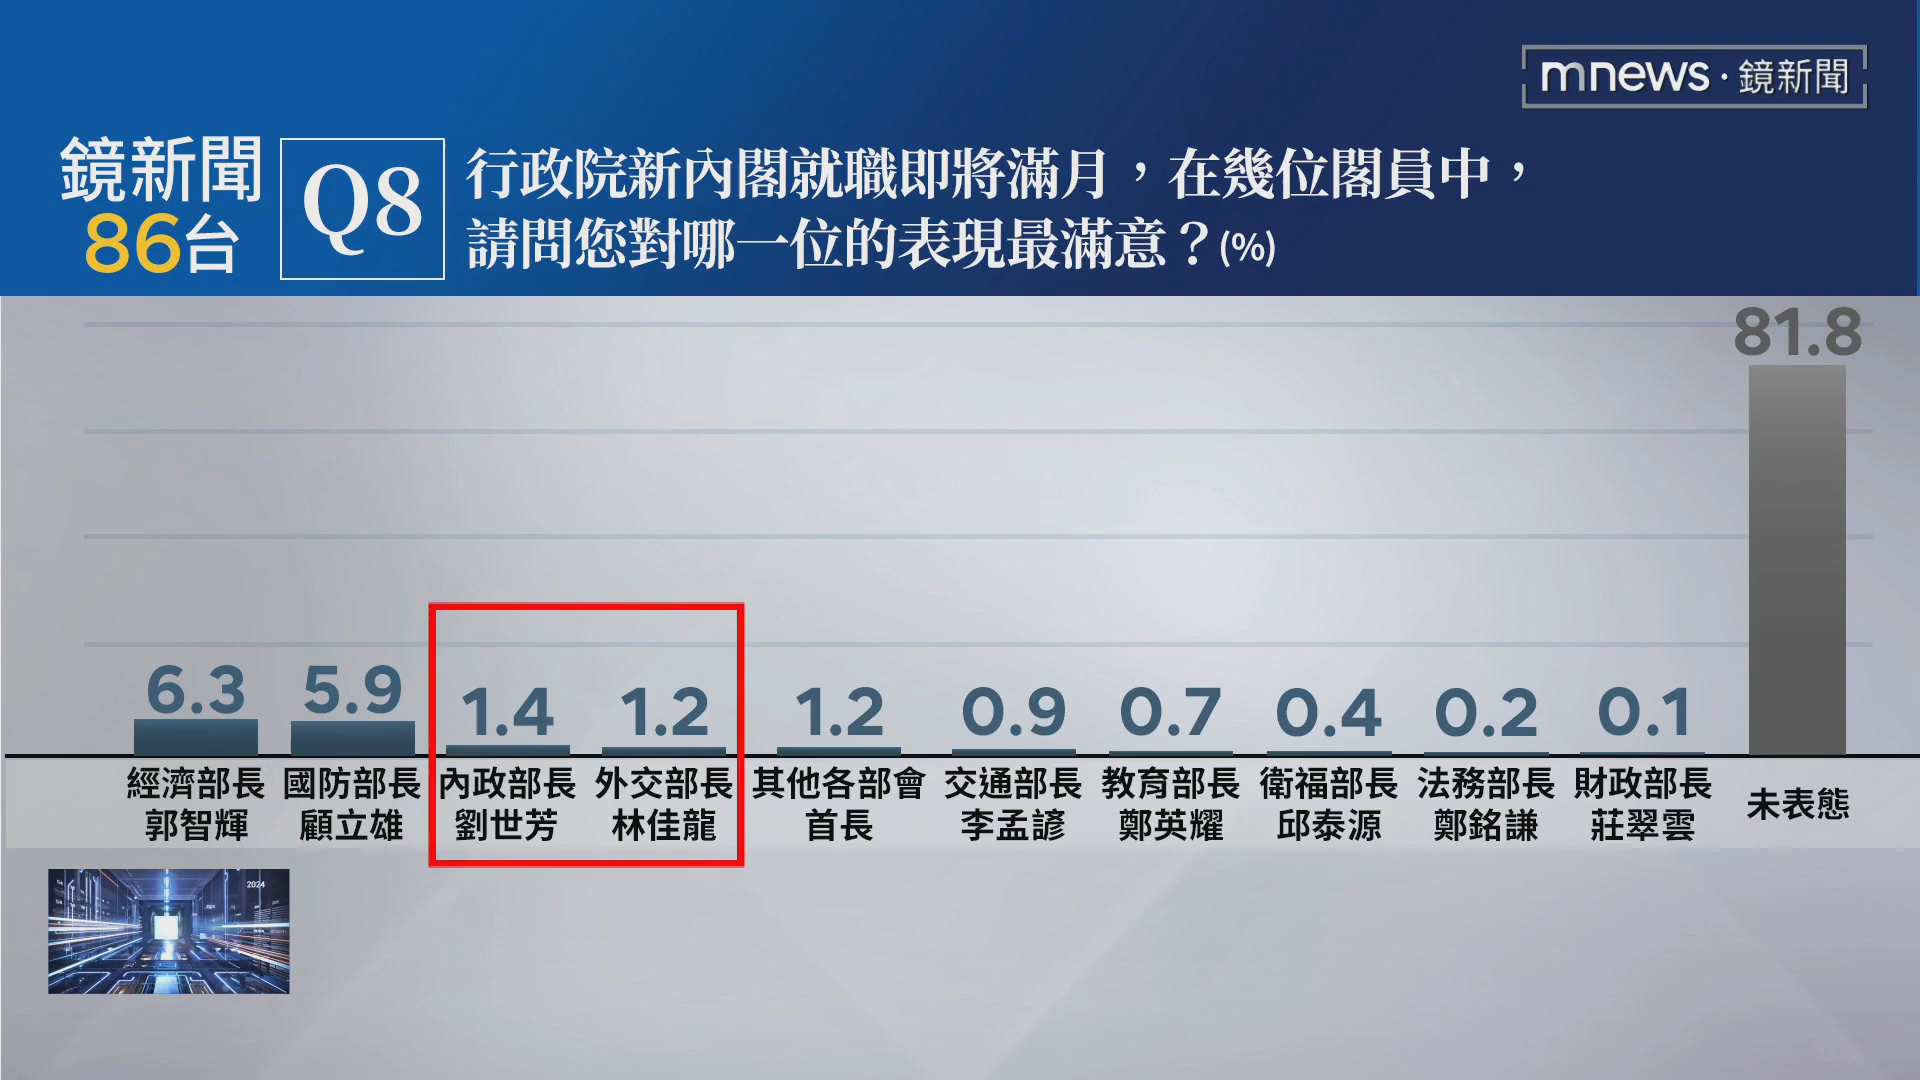 mnews·鏡新聞
鏡新聞
86台
Q8
行政院新內閣就職即將滿月，在幾位閣員中，
請問您對哪一位的表現最滿意？(%)
81.8
6.3
5.9
1.4
1.2
1.2
0.9
0.7
0.4
0.2
0.1
經濟部長
郭智輝
國防部長
顧立雄
內政部長
劉世芳
外交部長
林佳龍
其他各部會
首長
交通部長
李孟諺
教育部長
鄭英耀
衛福部長
邱泰源
法務部長
鄭銘謙
財政部長
莊翠雲
未表態
2024